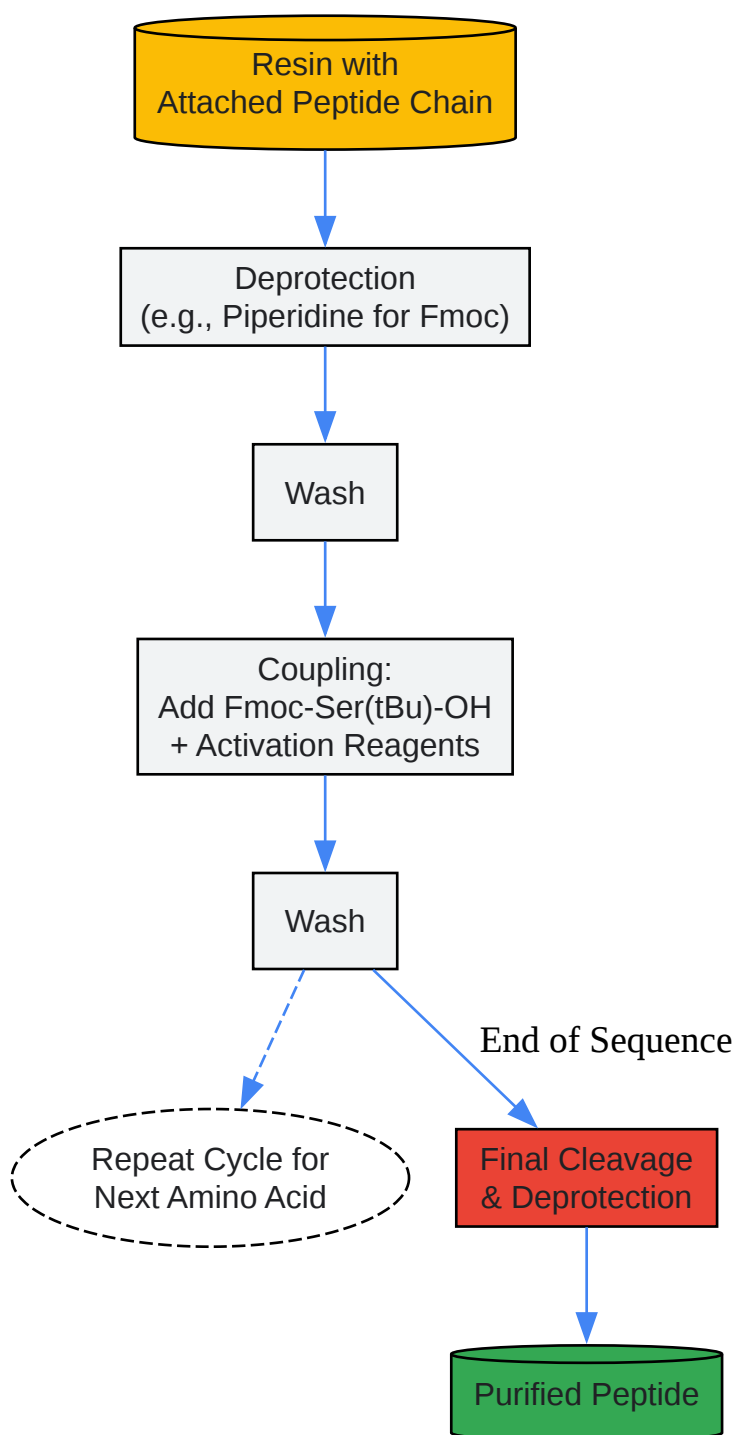 Resin with
Attached Peptide Chain
Deprotection
(e.g., Piperidine for Fmoc)
Wash
Coupling:
Add Fmoc-Ser(tBu)-OH
+ Activation Reagents
Wash
End of Sequence
Repeat Cycle for
Next Amino Acid
Final Cleavage
& Deprotection
Purified Peptide